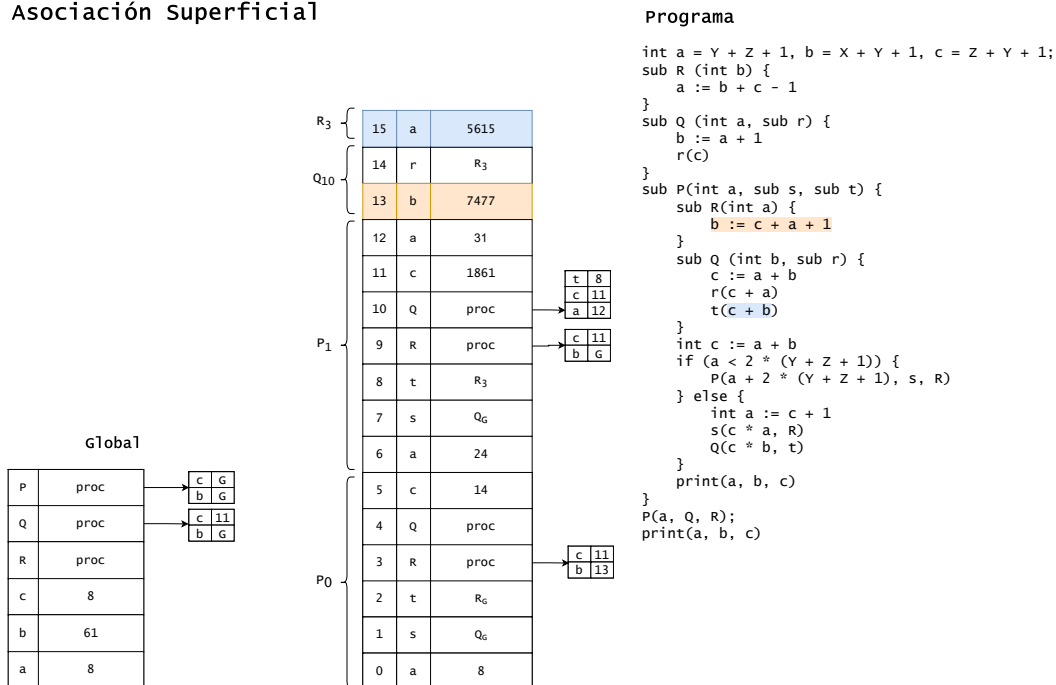 Asociación Superficial
Programa
int a = Y + Z + 1, b = X + Y + 1, c = Z + Y + 1;
sub R (int b) {
a := b + c - 1
}
sub Q (int a, sub r) {
b := a + 1
r(c)
}
sub P(int a, sub s, sub t) {
sub R(int a) {
b := c + a + 1
}
sub Q (int b, sub r) {
c := a + b
r(c + a)
t(c + b)
}
int c := a + b
if (a < 2 * (Y + Z + 1)) {
P(a + 2 * (Y + Z + 1), s, R)
} else {
int a := c + 1
s(c * a, R)
Q(c * b, t)
}
print(a, b, c)
}
P(a, Q, R);
print(a, b, c)
R3
15 a 5615
Q10
14 r R3
13 b 7477
P1
12 a 31
11 c 1861
10 Q proc
t 8
c 11
a 12
9 R proc
c 11
b G
8 t R3
7 s QG
6 a 24
P0
5 c 14
4 Q proc
3 R proc
c 11
b 13
2 t RG
1 s QG
0 a 8
Global
P proc
c G
b G
Q proc
c 11
b G
R proc
c 8
b 61
a 8